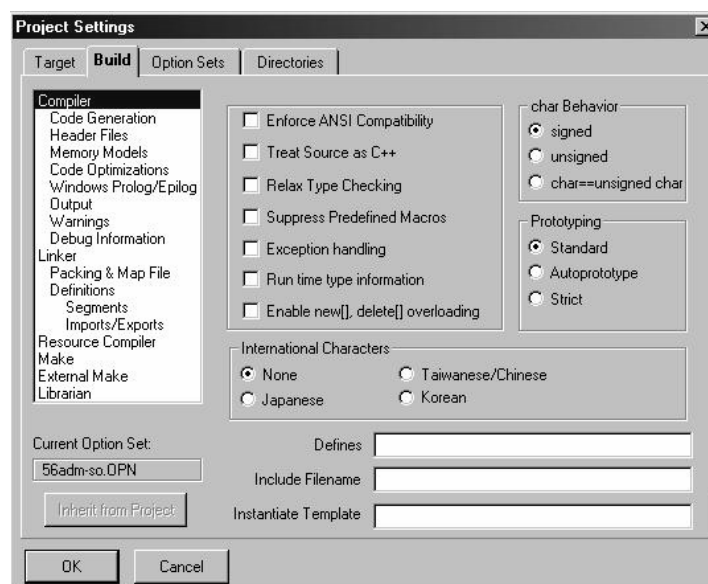 Project Settings
Target Build Option Sets Directories
Compiler
Code Generation
Header Files
Memory Models
Code Optimizations
Windows Prolog/Epilog
Output
Warnings
Debug Information
Linker
Packing & Map File
Definitions
Segments
Imports/Exports
Resource Compiler
Make
External Make
Librarian
Enforce ANSI Compatibility
Treat Source as C++
Relax Type Checking
Suppress Predefined Macros
Exception handling
Run time type information
Enable new[], delete[] overloading
char Behavior
signed
unsigned
char==unsigned char
Prototyping
Standard
Autoprototype
Strict
International Characters
None
Taiwanese/Chinese
Japanese
Korean
Current Option Set:
56adm-so.OPN
Inherit from Project
Defines
Include Filename
Instantiate Template
OK
Cancel